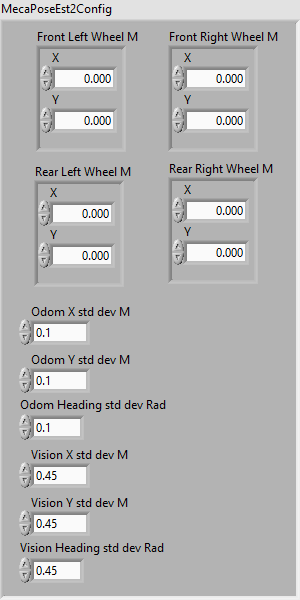 MecaPoseEst2Config
Front Left Wheel M
Front Right Wheel M
X
X
0.000
0.000
Y
Y
0.000
0.000
Rear Left Wheel M
Rear Right Wheel M
X
X
0.000
0.000
Y
Y
0.000
0.000
Odom X std dev M
0.1
Odom Y std dev M
0.1
Odom Heading std dev Rad
0.1
Vision X std dev M
0.45
Vision Y std dev M
0.45
Vision Heading std dev Rad
0.45